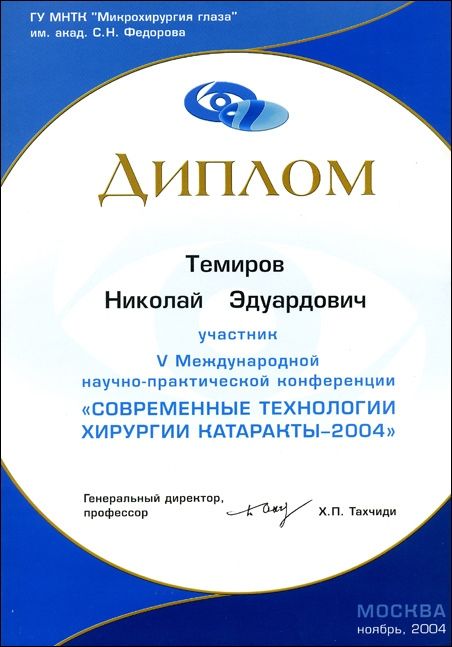 ГУ МНТК "Микрохирургия глаза"
им. акад. С.Н. Федорова
ДИПЛОМ
Темиров
Николай Эдуардович
участник
V Международной
научно-практической конференции
«СОВРЕМЕННЫЕ ТЕХНОЛОГИИ
ХИРУРГИИ КАТАРАКТЫ–2004»
Генеральный директор,
профессор Х.П. Тахчиди
МОСКВА
ноябрь, 2004